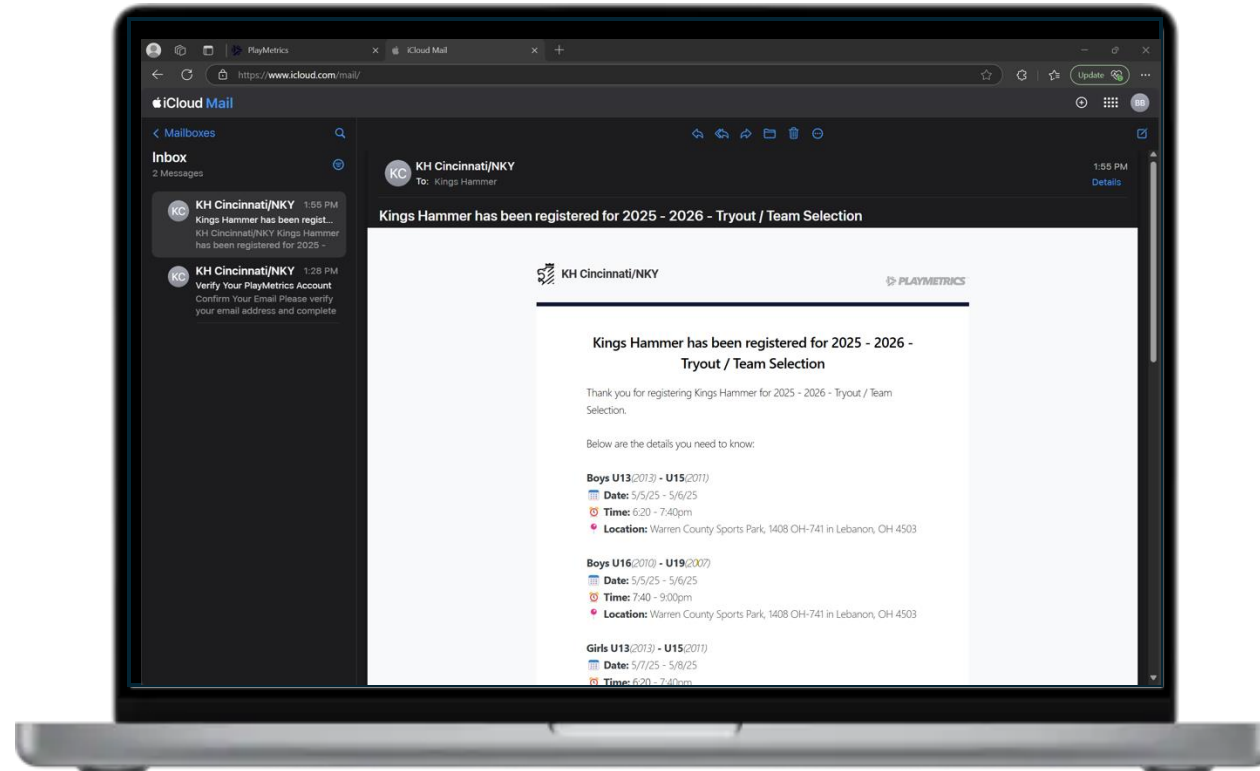 PlayMetrics
iCloud Mail
https://www.icloud.com/mail/
Update
iCloud Mail
BB
Mailboxes
Inbox
2 Messages
KC
KH Cincinnati/NKY 1:55 PM
Kings Hammer has been regist...
KH Cincinnati/NKY Kings Hammer
has been registered for 2025 -
KC
KH Cincinnati/NKY 1:28 PM
Verify Your PlayMetrics Account
Confirm Your Email Please verify
your email address and complete
KC
KH Cincinnati/NKY 1:55 PM
To: Kings Hammer Details
Kings Hammer has been registered for 2025 - 2026 - Tryout / Team Selection
KH Cincinnati/NKY PLAYMETRICS
Kings Hammer has been registered for 2025 - 2026 -
Tryout / Team Selection
Thank you for registering Kings Hammer for 2025 - 2026 - Tryout / Team
Selection.
Below are the details you need to know:
Boys U13(2013) - U15(2011)
Date: 5/5/25 - 5/6/25
Time: 6:20 - 7:40pm
Location: Warren County Sports Park, 1408 OH-741 in Lebanon, OH 4503
Boys U16(2010) - U19(2007)
Date: 5/5/25 - 5/6/25
Time: 7:40 - 9:00pm
Location: Warren County Sports Park, 1408 OH-741 in Lebanon, OH 4503
Girls U13(2013) - U15(2011)
Date: 5/7/25 - 5/8/25
Time: 6:20 - 7:40pm